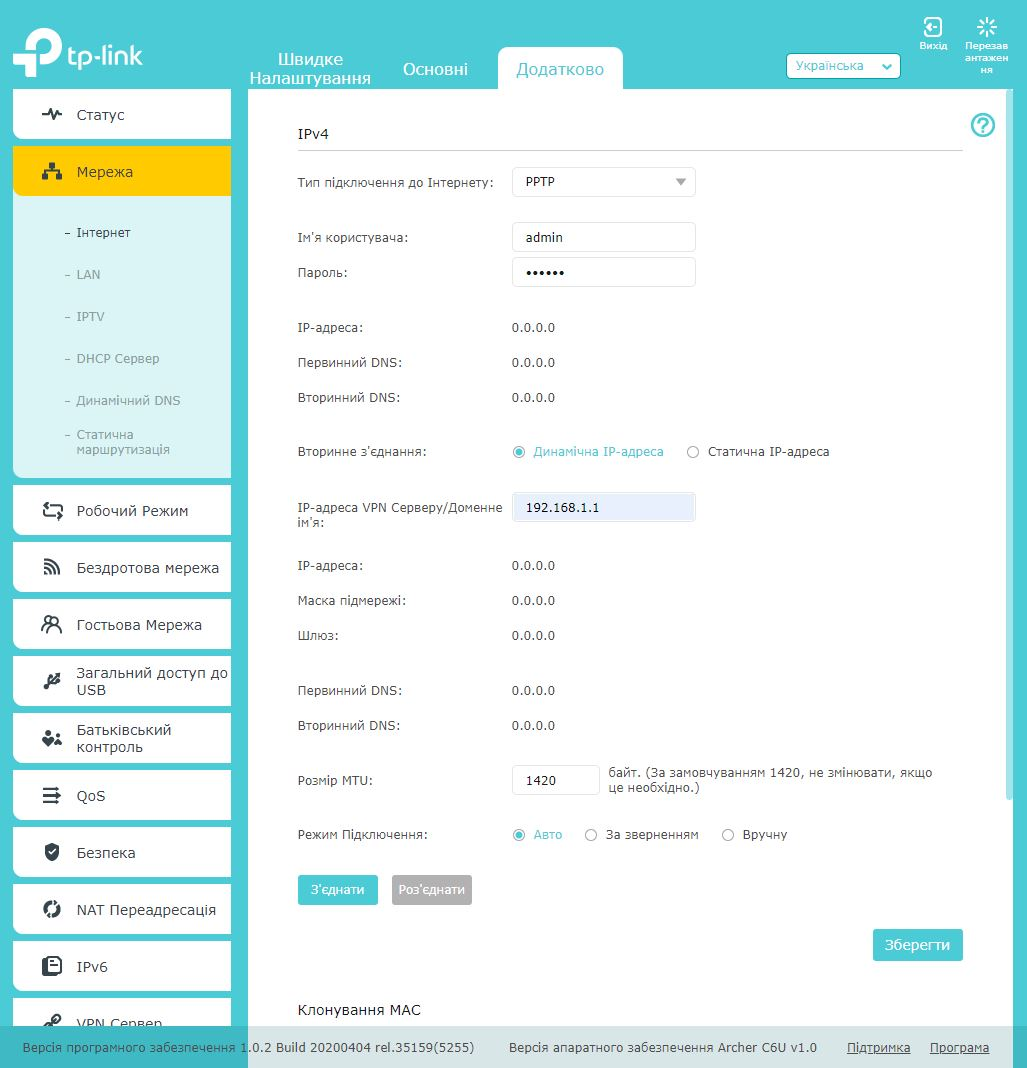 tp-link
Швидке
Налаштування
Основні
Додатково
Українська
Вихід
Перезав
антажен
ня
Статус
Мережа
– Інтернет
– LAN
– IPTV
– DHCP Сервер
– Динамічний DNS
– Статична
маршрутизація
Робочий Режим
Бездротова мережа
Гостьова Мережа
Загальний доступ до
USB
Батьківський
контроль
QoS
Безпека
NAT Переадресація
IPv6
VPN Сервер
IPv4
?
Тип підключення до Інтернету: PPTP
Ім'я користувача: admin
Пароль: ••••••
IP-адреса: 0.0.0.0
Первинний DNS: 0.0.0.0
Вторинний DNS: 0.0.0.0
Вторинне з'єднання: Динамічна IP-адреса Статична IP-адреса
IP-адреса VPN Серверу/Доменне 192.168.1.1
ім'я:
IP-адреса: 0.0.0.0
Маска підмережі: 0.0.0.0
Шлюз: 0.0.0.0
Первинний DNS: 0.0.0.0
Вторинний DNS: 0.0.0.0
Розмір MTU: 1420 байт. (За замовчуванням 1420, не змінювати, якщо
це необхідно.)
Режим Підключення: Авто За зверненням Вручну
З'єднати Роз'єднати
Зберегти
Клонування MAC
Версія програмного забезпечення 1.0.2 Build 20200404 rel.35159(5255) Версія апаратного забезпечення Archer C6U v1.0 Підтримка Програма